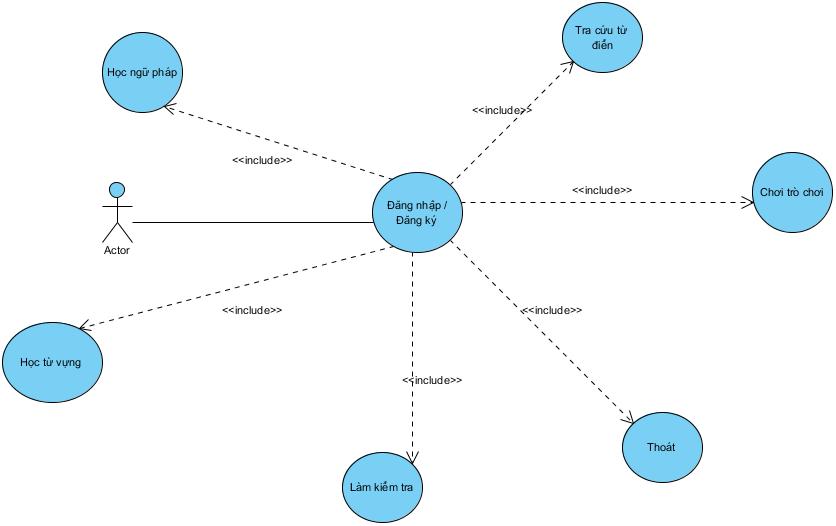 Tra cứu từ
điển
Học ngữ pháp
<<include>>
<<include>>
<<include>>
Chơi trò chơi
Đăng nhập /
Đăng ký
Actor
<<include>>
<<include>>
Học từ vựng
<<include>>
Thoát
Làm kiểm tra